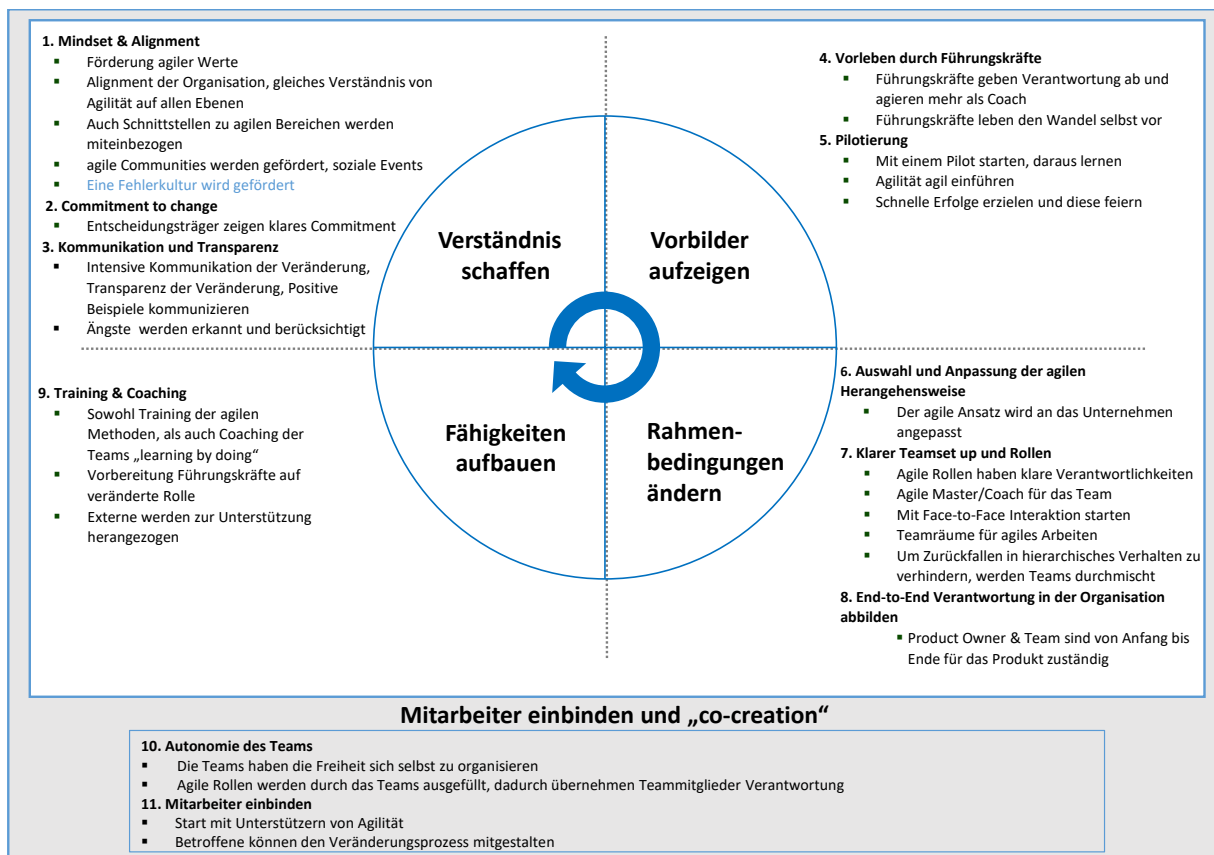 1. Mindset & Alignment
▪ Förderung agiler Werte
▪ Alignment der Organisation, gleiches Verständnis von
Agilität auf allen Ebenen
▪ Auch Schnittstellen zu agilen Bereichen werden
miteinbezogen
▪ agile Communities werden gefördert, soziale Events
▪ Eine Fehlerkultur wird gefördert
2. Commitment to change
▪ Entscheidungsträger zeigen klares Commitment
3. Kommunikation und Transparenz
▪ Intensive Kommunikation der Veränderung,
Transparenz der Veränderung, Positive
Beispiele kommunizieren
▪ Ängste werden erkannt und berücksichtigt
4. Vorleben durch Führungskräfte
▪ Führungskräfte geben Verantwortung ab und
agieren mehr als Coach
▪ Führungskräfte leben den Wandel selbst vor
5. Pilotierung
▪ Mit einem Pilot starten, daraus lernen
▪ Agilität agil einführen
▪ Schnelle Erfolge erzielen und diese feiern
Verständnis
schaffen
Vorbilder
aufzeigen
Fähigkeiten
aufbauen
Rahmen-
bedingungen
ändern
6. Auswahl und Anpassung der agilen
Herangehensweise
▪ Der agile Ansatz wird an das Unternehmen
angepasst
7. Klarer Teamset up und Rollen
▪ Agile Rollen haben klare Verantwortlichkeiten
▪ Agile Master/Coach für das Team
▪ Mit Face-to-Face Interaktion starten
▪ Teamräume für agiles Arbeiten
▪ Um Zurückfallen in hierarchisches Verhalten zu
verhindern, werden Teams durchmischt
8. End-to-End Verantwortung in der Organisation
abbilden
▪ Product Owner & Team sind von Anfang bis
Ende für das Produkt zuständig
9. Training & Coaching
▪ Sowohl Training der agilen
Methoden, als auch Coaching der
Teams „learning by doing“
▪ Vorbereitung Führungskräfte auf
veränderte Rolle
▪ Externe werden zur Unterstützung
herangezogen
Mitarbeiter einbinden und „co-creation“
10. Autonomie des Teams
▪ Die Teams haben die Freiheit sich selbst zu organisieren
▪ Agile Rollen werden durch das Teams ausgefüllt, dadurch übernehmen Teammitglieder Verantwortung
11. Mitarbeiter einbinden
▪ Start mit Unterstützern von Agilität
▪ Betroffene können den Veränderungsprozess mitgestalten